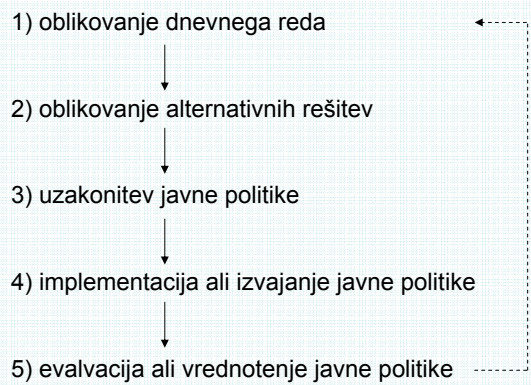 1) oblikovanje dnevnega reda
2) oblikovanje alternativnih rešitev
3) uzakonitev javne politike
4) implementacija ali izvajanje javne politike
5) evalvacija ali vrednotenje javne politike